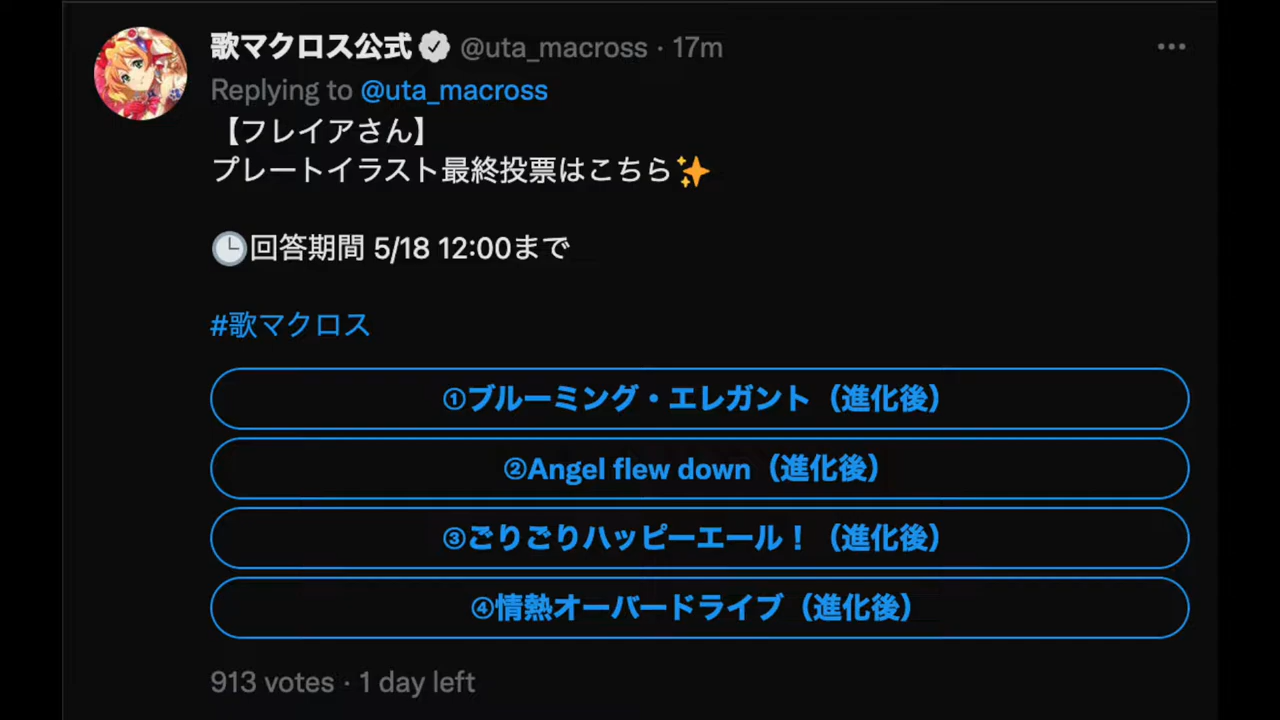 歌マクロス公式 @uta_macross · 17m
Replying to @uta_macross
【フレイアさん】
プレートイラスト最終投票はこちら✨
🕒回答期間 5/18 12:00まで
#歌マクロス
①ブルーミング・エレガント（進化後）
②Angel flew down（進化後）
③ごりごりハッピーエール！（進化後）
④情熱オーバードライブ（進化後）
913 votes · 1 day left